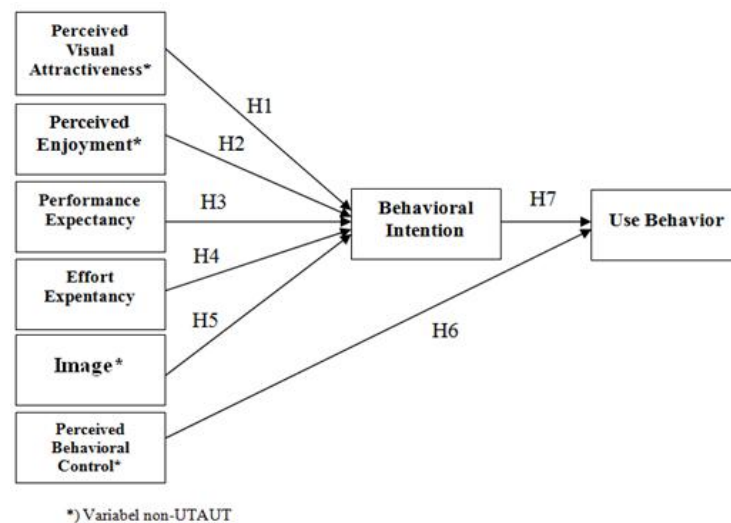 Perceived
Visual
Attractiveness*
H1
Perceived
Enjoyment*
H2
Performance
Expectancy
H3
Behavioral
Intention
H7
Use Behavior
Effort
Expentancy
H4
H5
Image*
H6
Perceived
Behavioral
Control*
*) Variabel non-UTAUT